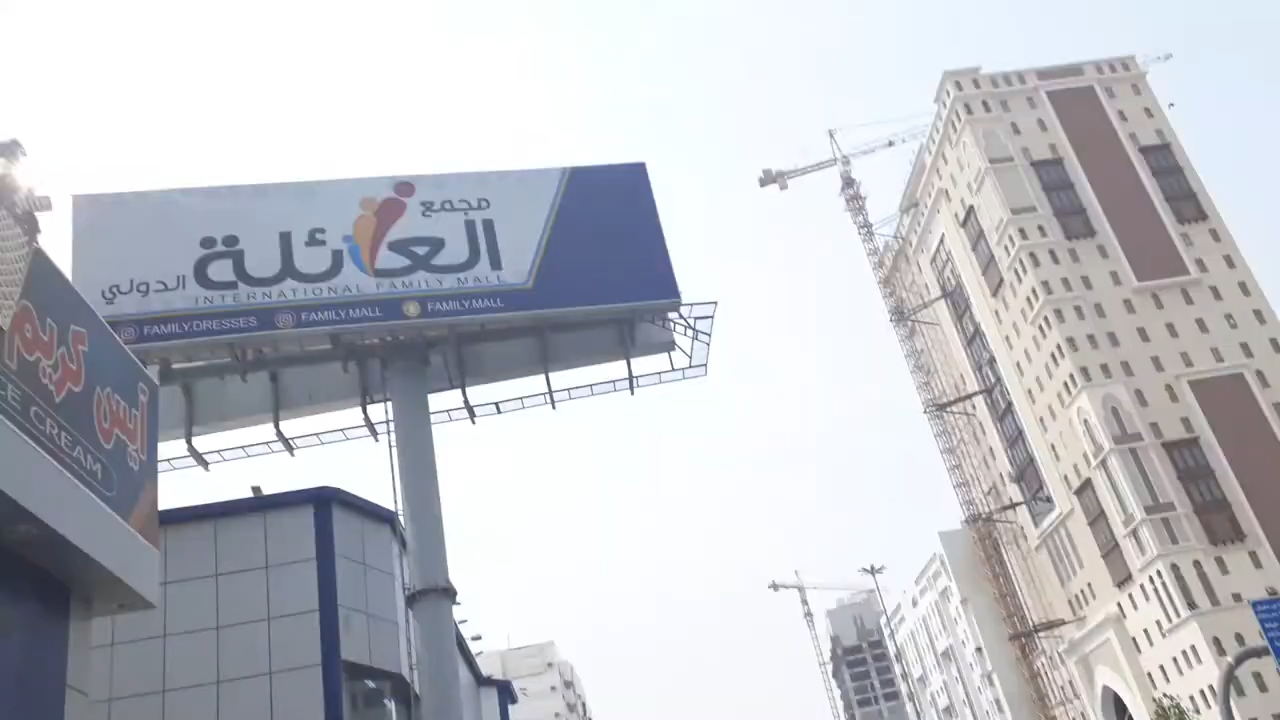 مجمع
العائلة
الدولي
INTERNATIONAL FAMILY MALL
FAMILY.DRESSES FAMILY.MALL FAMILY.MALL
آيس كريم
CE CREAM